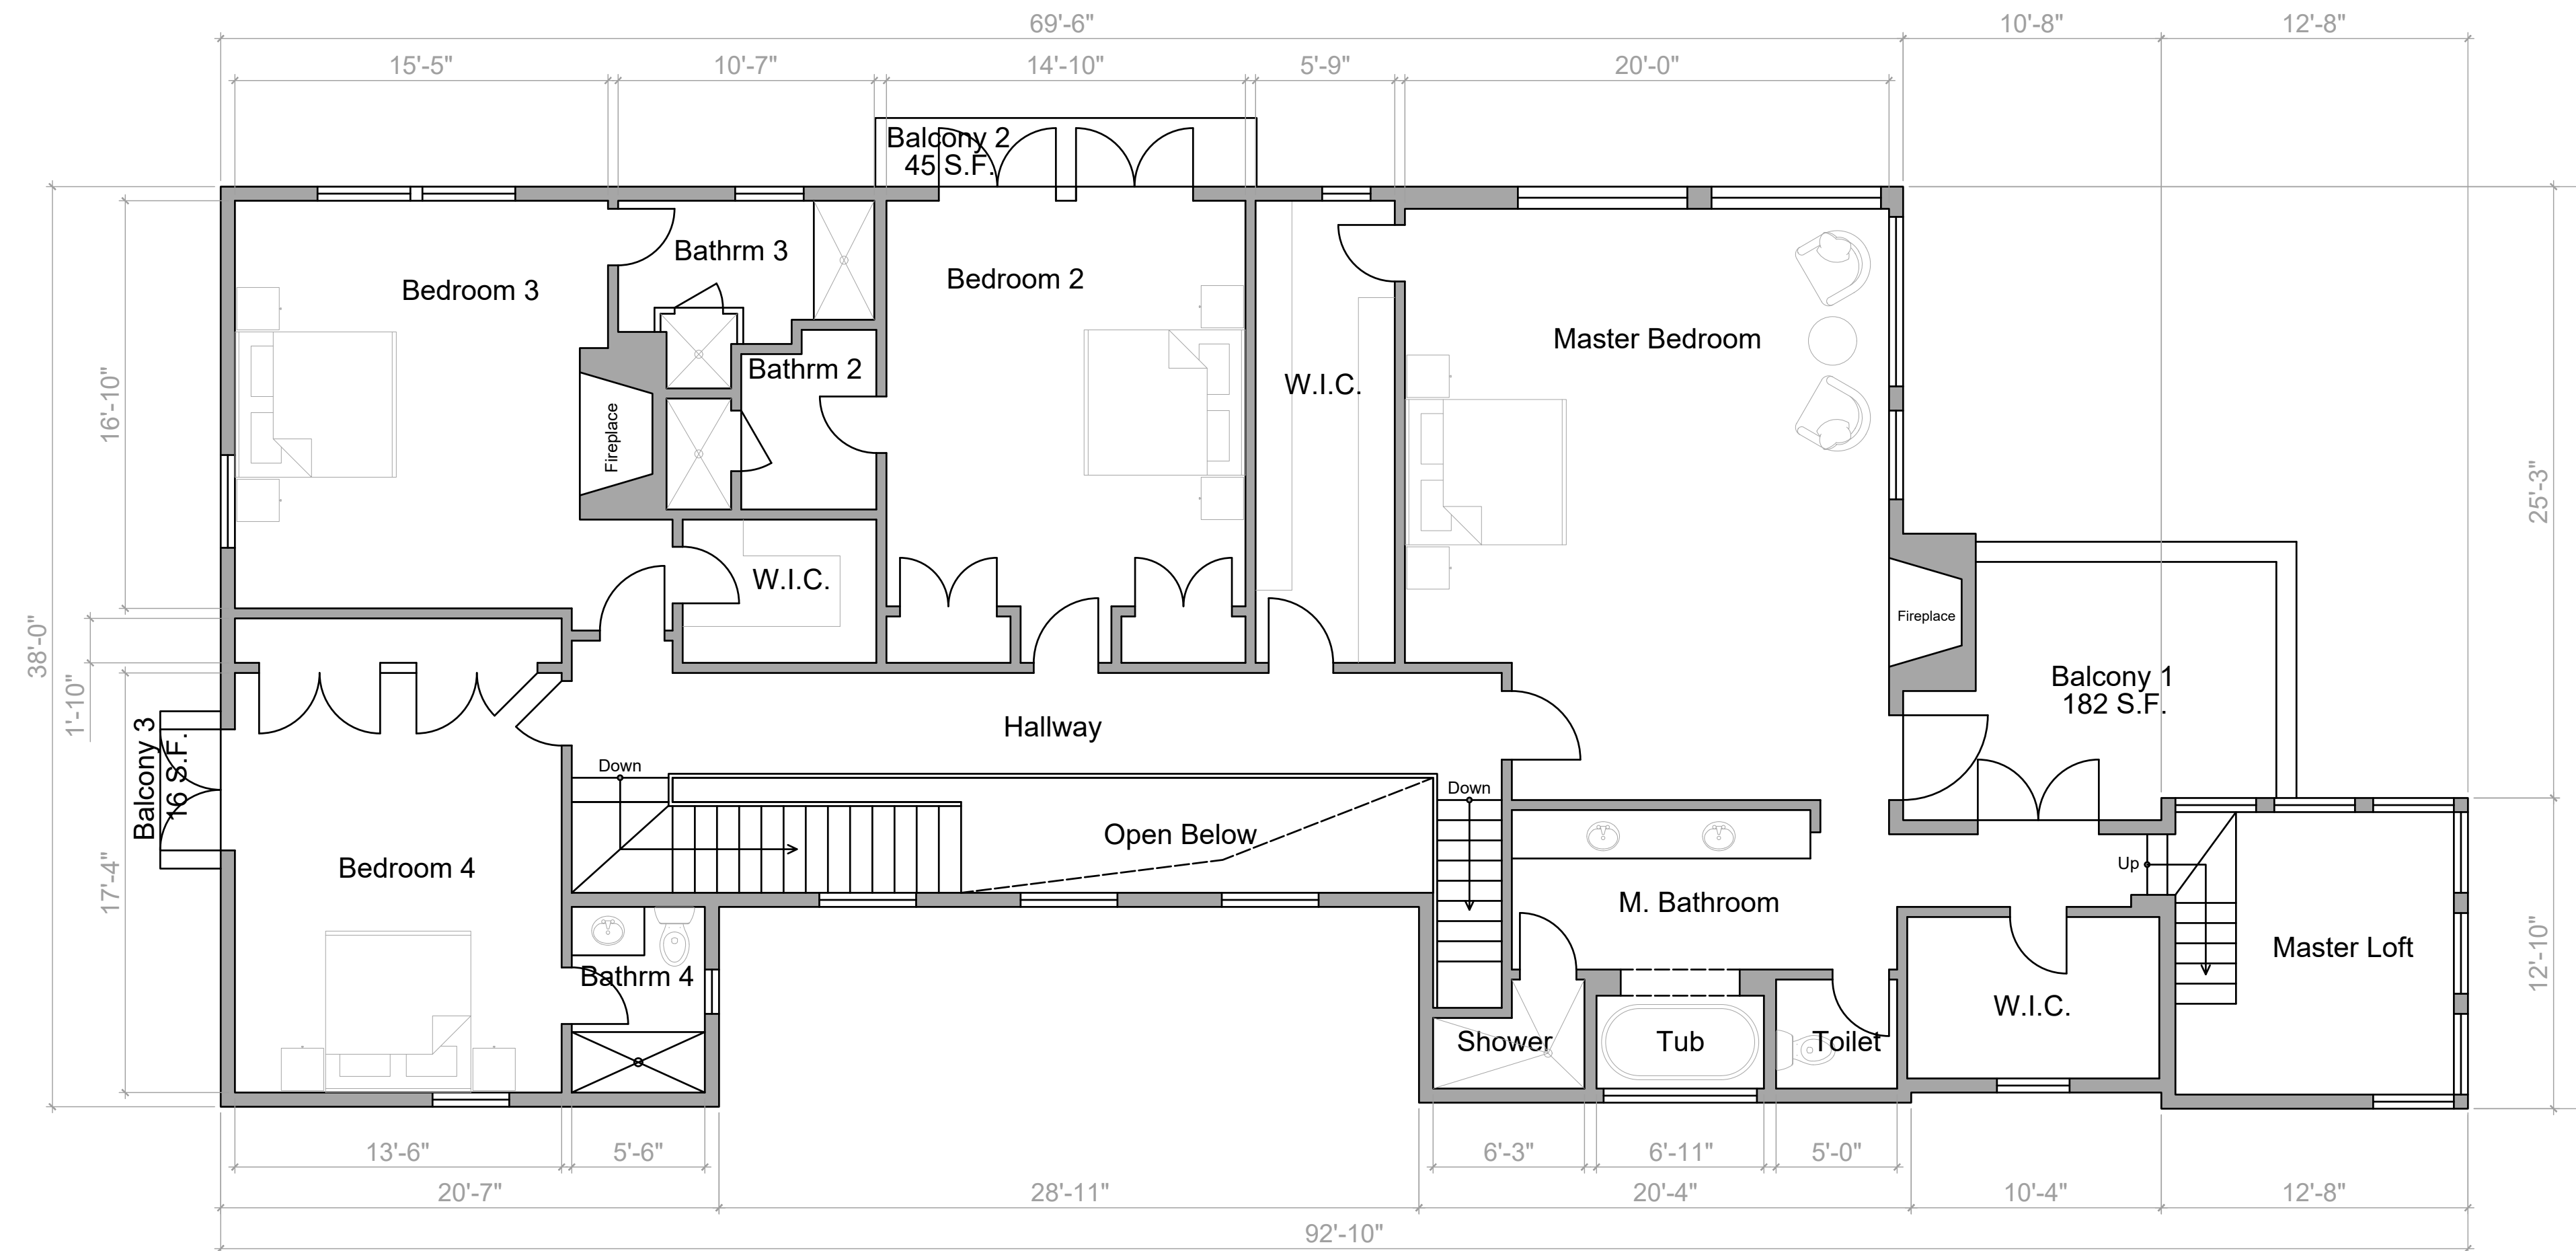 69'-6"
10'-8"
12'-8"
15'-5"
10'-7"
14'-10"
5'-9"
20'-0"
Balcony 2
45 S.F.
Bathrm 3
Bedroom 3
Bedroom 2
Master Bedroom
Bathrm 2
W.I.C.
16'-10"
Fireplace
25'-3"
W.I.C.
Fireplace
38'-0"
1'-10"
Balcony 1
182 S.F.
Hallway
Balcony 3
16 S.F.
Down
Down
Open Below
Bedroom 4
17'-4"
Up
M. Bathroom
Master Loft
12'-10"
Bathrm 4
W.I.C.
Shower
Tub
Toilet
13'-6"
5'-6"
6'-3"
6'-11"
5'-0"
20'-7"
28'-11"
20'-4"
10'-4"
12'-8"
92'-10"